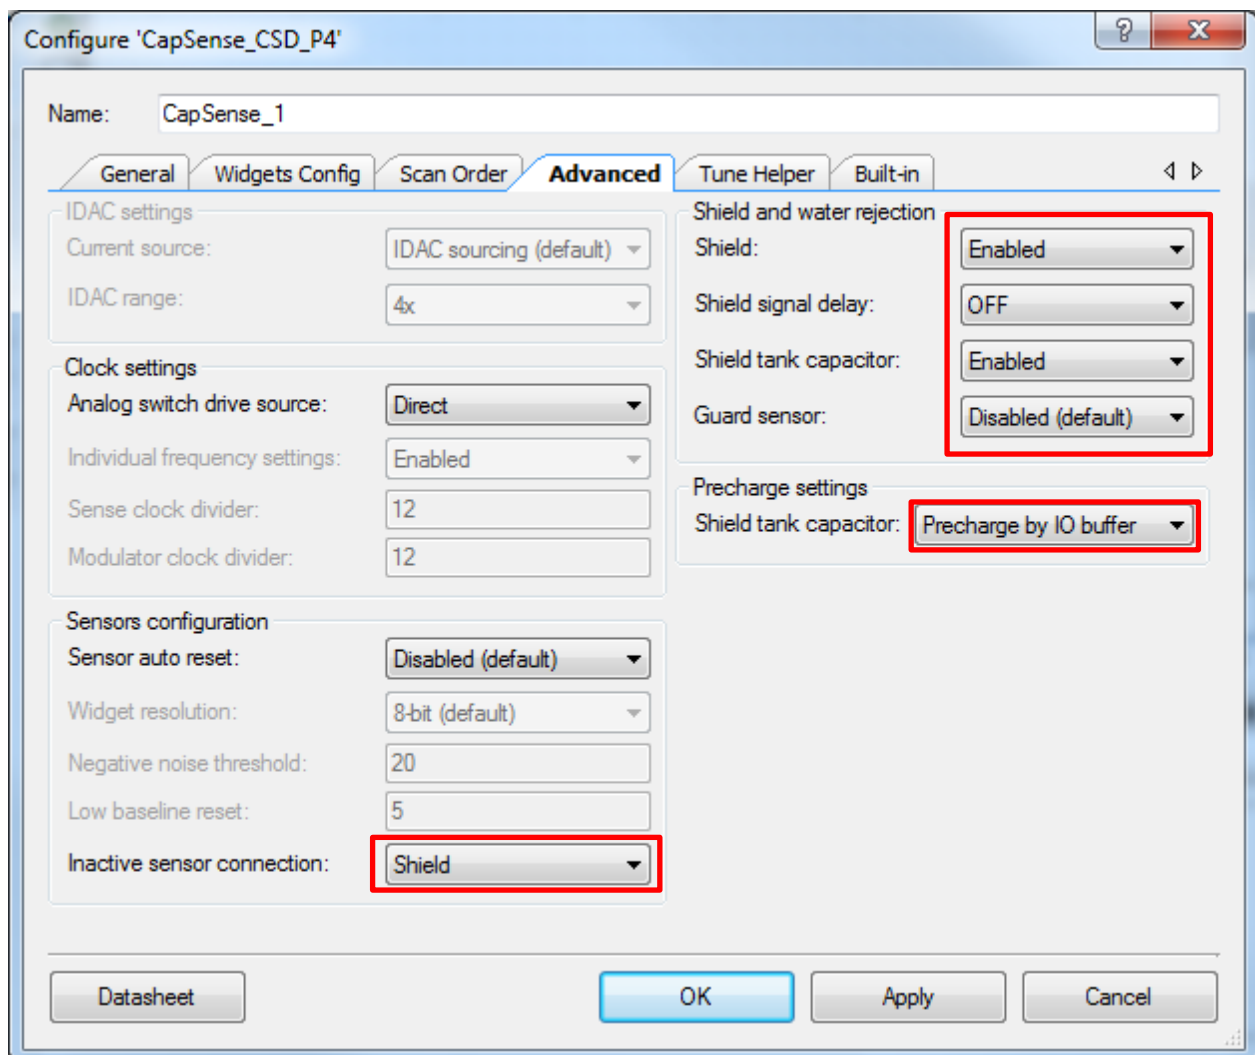 Configure 'CapSense_CSD_P4'
?
X
Name: CapSense_1
General Widgets Config Scan Order Advanced Tune Helper Built-in
IDAC settings
Current source: IDAC sourcing (default)
IDAC range: 4x
Clock settings
Analog switch drive source: Direct
Individual frequency settings: Enabled
Sense clock divider: 12
Modulator clock divider: 12
Sensors configuration
Sensor auto reset: Disabled (default)
Widget resolution: 8-bit (default)
Negative noise threshold: 20
Low baseline reset: 5
Inactive sensor connection: Shield
Shield and water rejection
Shield: Enabled
Shield signal delay: OFF
Shield tank capacitor: Enabled
Guard sensor: Disabled (default)
Precharge settings
Shield tank capacitor: Precharge by IO buffer
Datasheet OK Apply Cancel